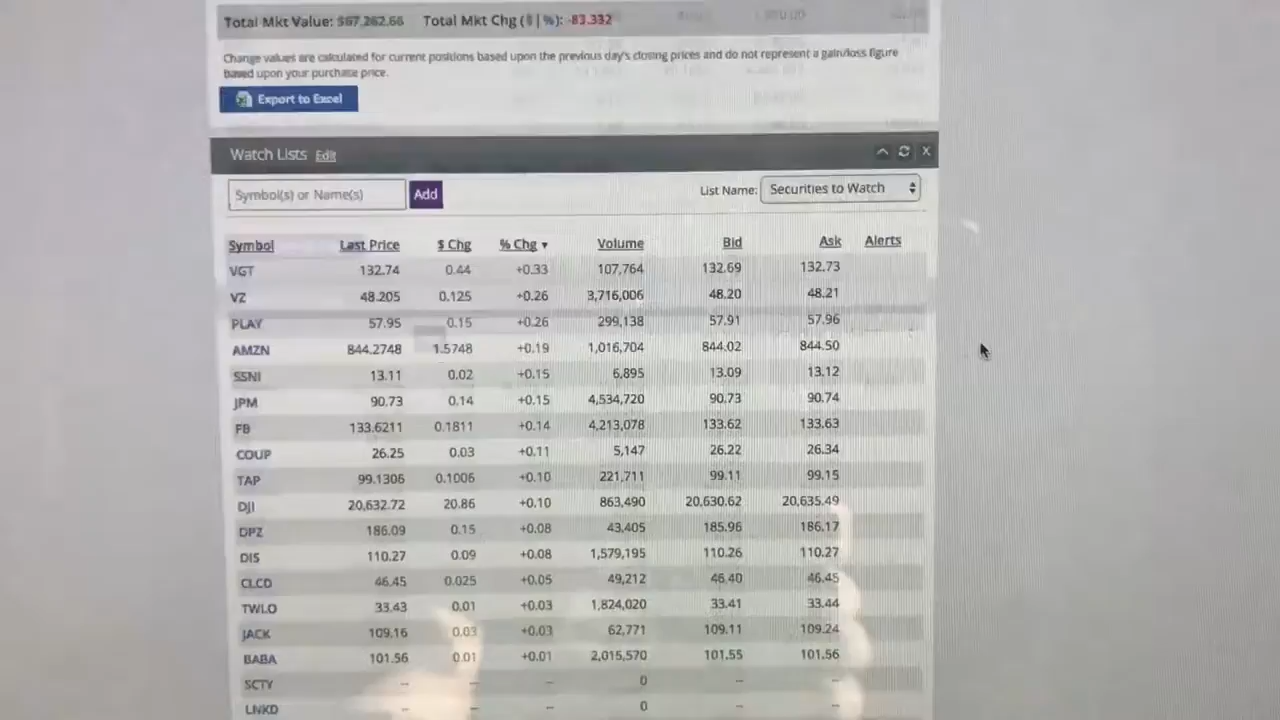 Total Mkt Value: $67,262.66 Total Mkt Chg ($ | %): -83.332
Change values are calculated for current positions based upon the previous day's closing prices and do not represent a gain/loss figure
based upon your purchase price.
Export to Excel
Watch Lists Edit X
Symbol(s) or Name(s) Add List Name: Securities to Watch
Symbol Last Price $ Chg % Chg ▼ Volume Bid Ask Alerts
VGT 132.74 0.44 +0.33 107,764 132.69 132.73
VZ 48.205 0.125 +0.26 3,716,006 48.20 48.21
PLAY 57.95 0.15 +0.26 299,138 57.91 57.96
AMZN 844.2748 1.5748 +0.19 1,016,704 844.02 844.50
SSNI 13.11 0.02 +0.15 6,895 13.09 13.12
JPM 90.73 0.14 +0.15 4,534,720 90.73 90.74
FB 133.6211 0.1811 +0.14 4,213,078 133.62 133.63
COUP 26.25 0.03 +0.11 5,147 26.22 26.34
TAP 99.1306 0.1006 +0.10 221,711 99.11 99.15
DJI 20,632.72 20.86 +0.10 863,490 20,630.62 20,635.49
DPZ 186.09 0.15 +0.08 43,405 185.96 186.17
DIS 110.27 0.09 +0.08 1,579,195 110.26 110.27
CLCD 46.45 0.025 +0.05 49,212 46.40 46.45
TWLO 33.43 0.01 +0.03 1,824,020 33.41 33.44
JACK 109.16 0.03 +0.03 62,771 109.11 109.24
BABA 101.56 0.01 +0.01 2,015,570 101.55 101.56
SCTY -- -- -- 0 -- --
LNKD -- -- -- 0 -- --